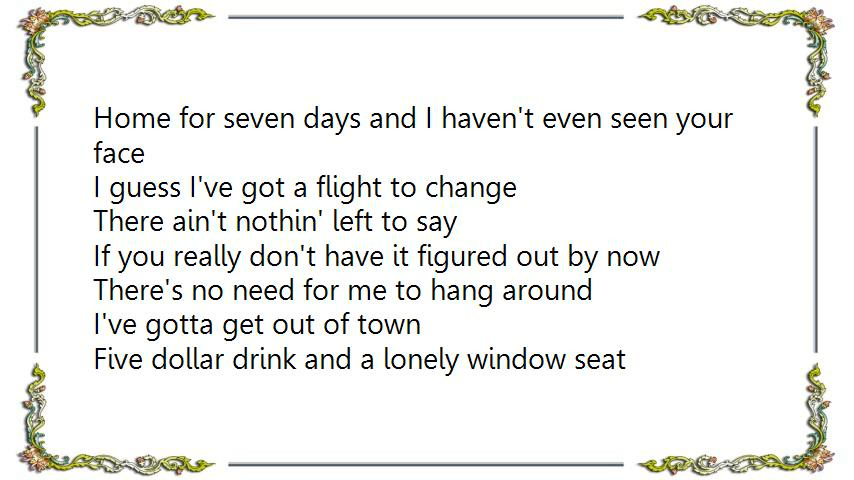 Home for seven days and I haven't even seen your
face
I guess I've got a flight to change
There ain't nothin' left to say
If you really don't have it figured out by now
There's no need for me to hang around
I've gotta get out of town
Five dollar drink and a lonely window seat